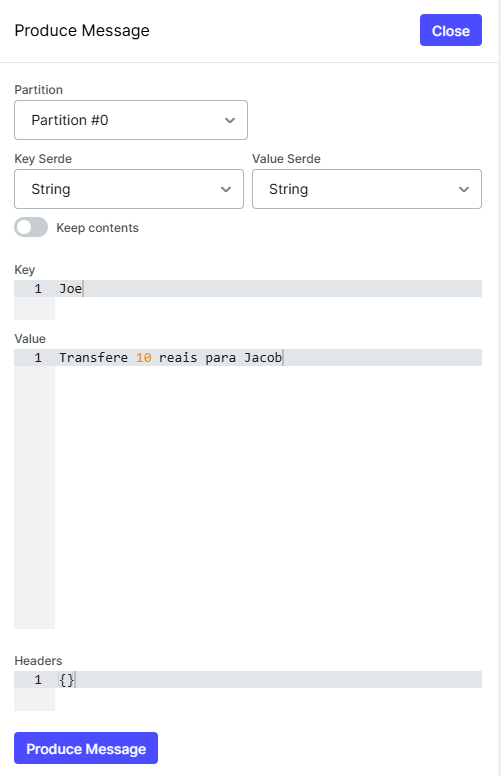 Produce Message
Close
Partition
Partition #0
Key Serde
Value Serde
String
String
Keep contents
Key
1 Joe
Value
1 Transfere 10 reais para Jacob
Headers
1 {}
Produce Message